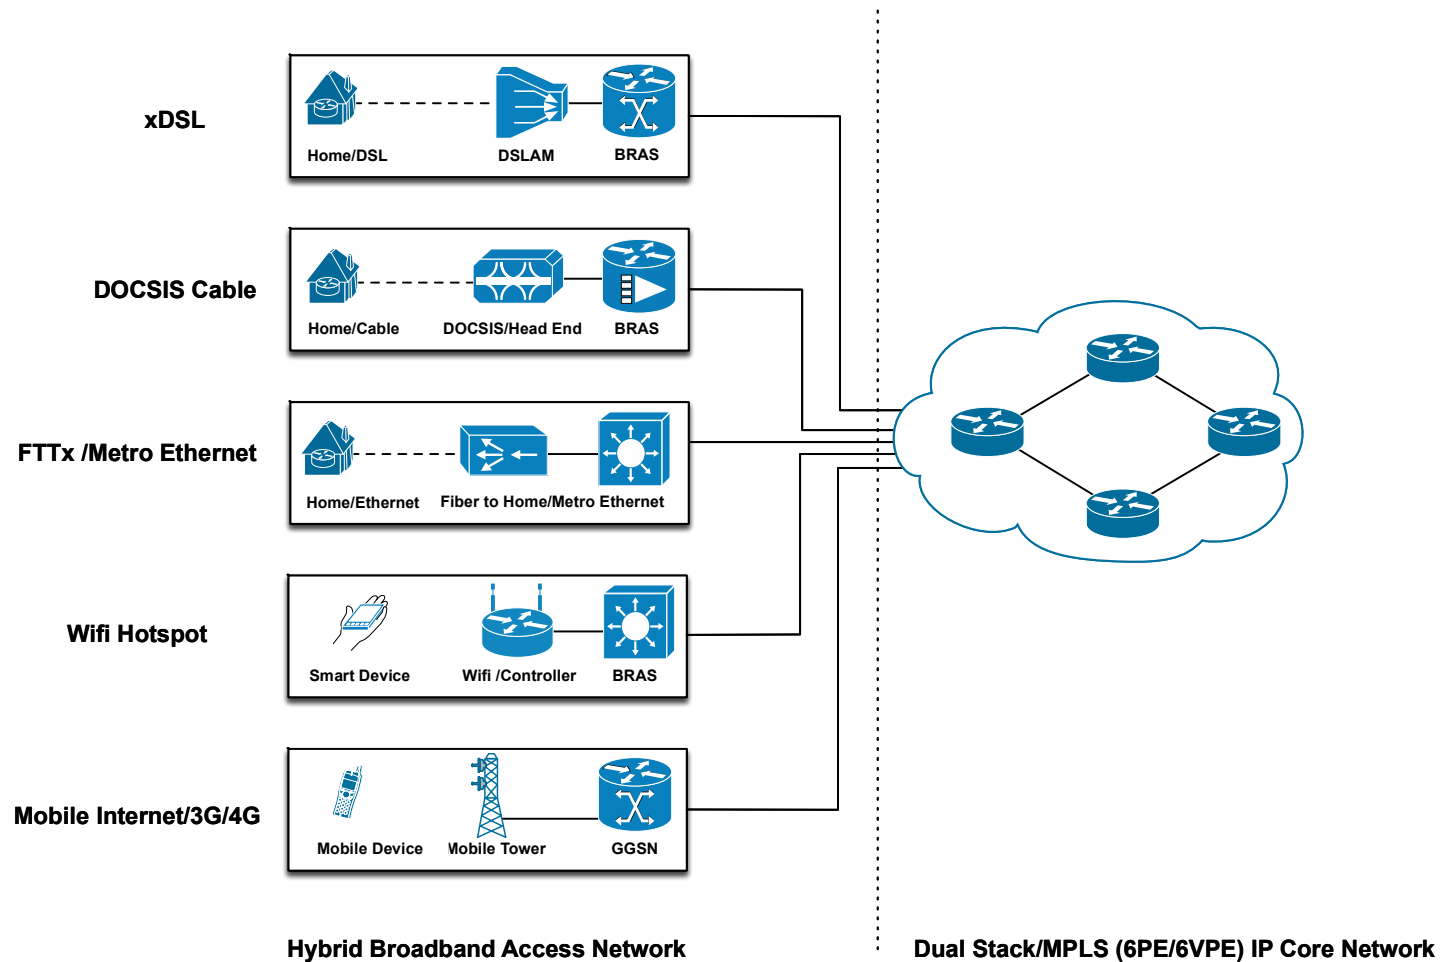 xDSL
Home/DSL
DSLAM
BRAS
DOCSIS Cable
Home/Cable
DOCSIS/Head End
BRAS
FTTx /Metro Ethernet
Home/Ethernet
Fiber to Home/Metro Ethernet
Wifi Hotspot
Smart Device
Wifi /Controller
BRAS
Mobile Internet/3G/4G
Mobile Device
Mobile Tower
GGSN
Hybrid Broadband Access Network
Dual Stack/MPLS (6PE/6VPE) IP Core Network